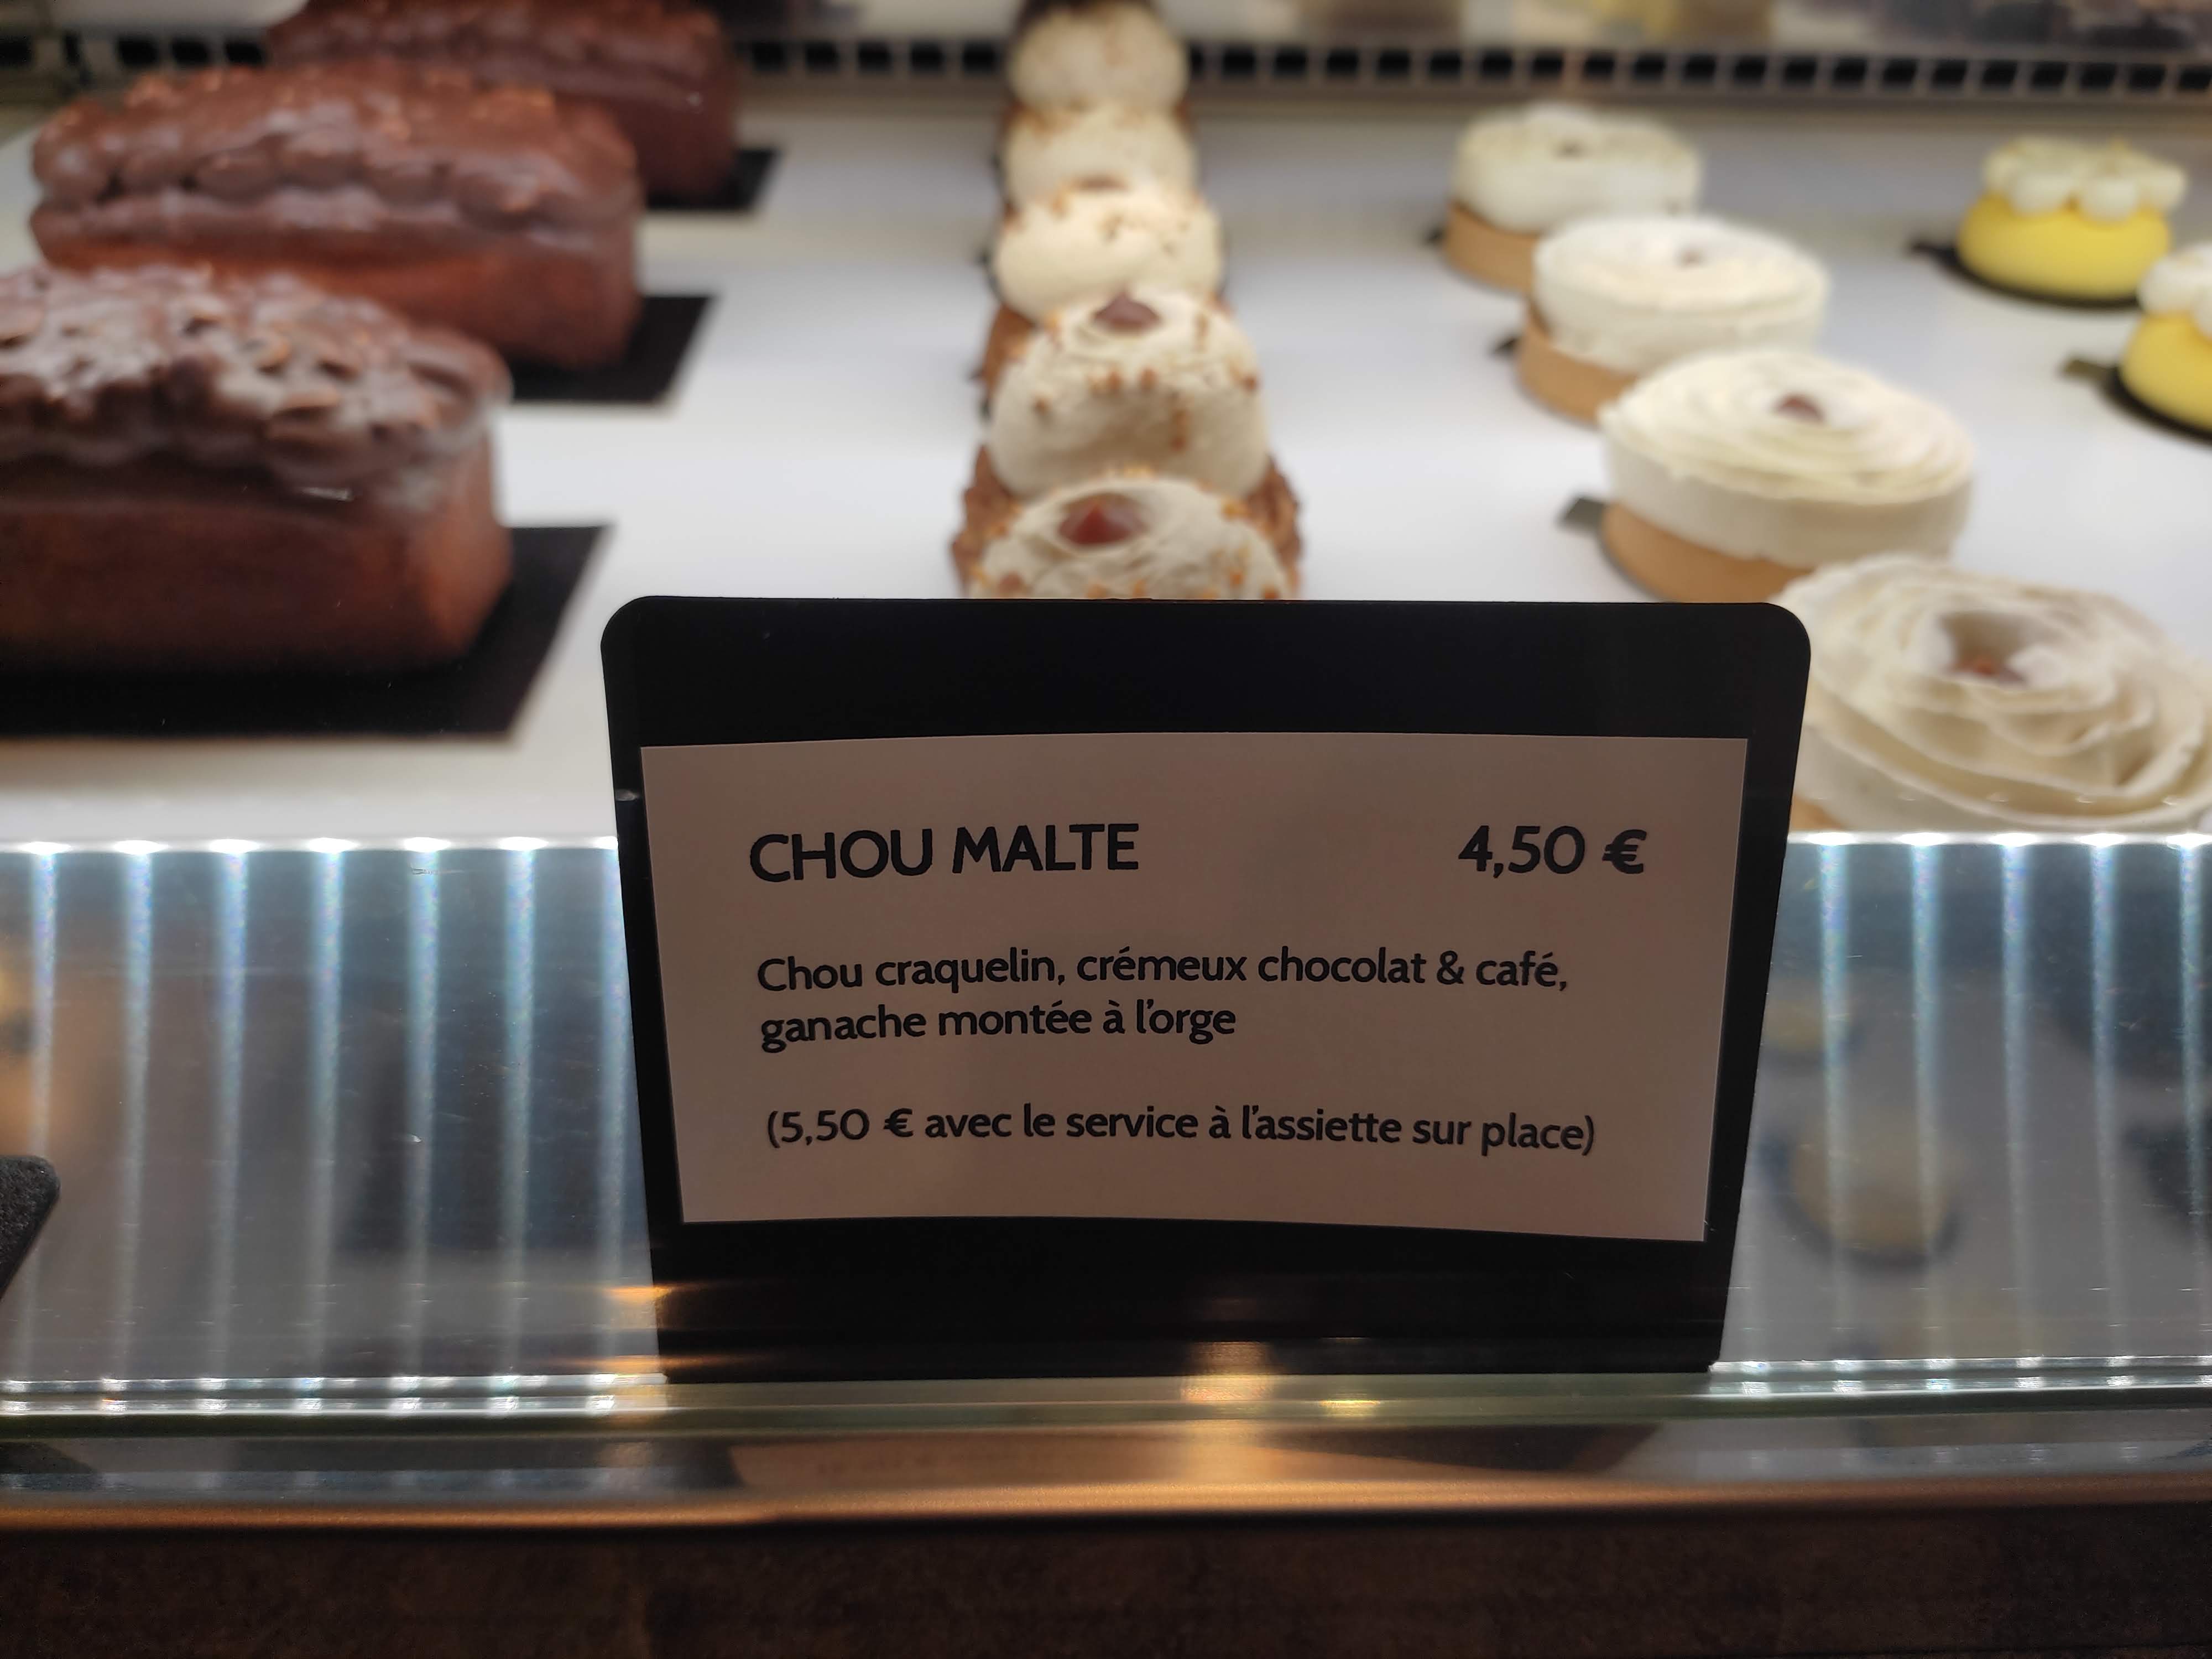 CHOU MALTE 4,50 €
Chou craquelin, crémeux chocolat & café,
ganache montée à l'orge
(5,50 € avec le service à l'assiette sur place)